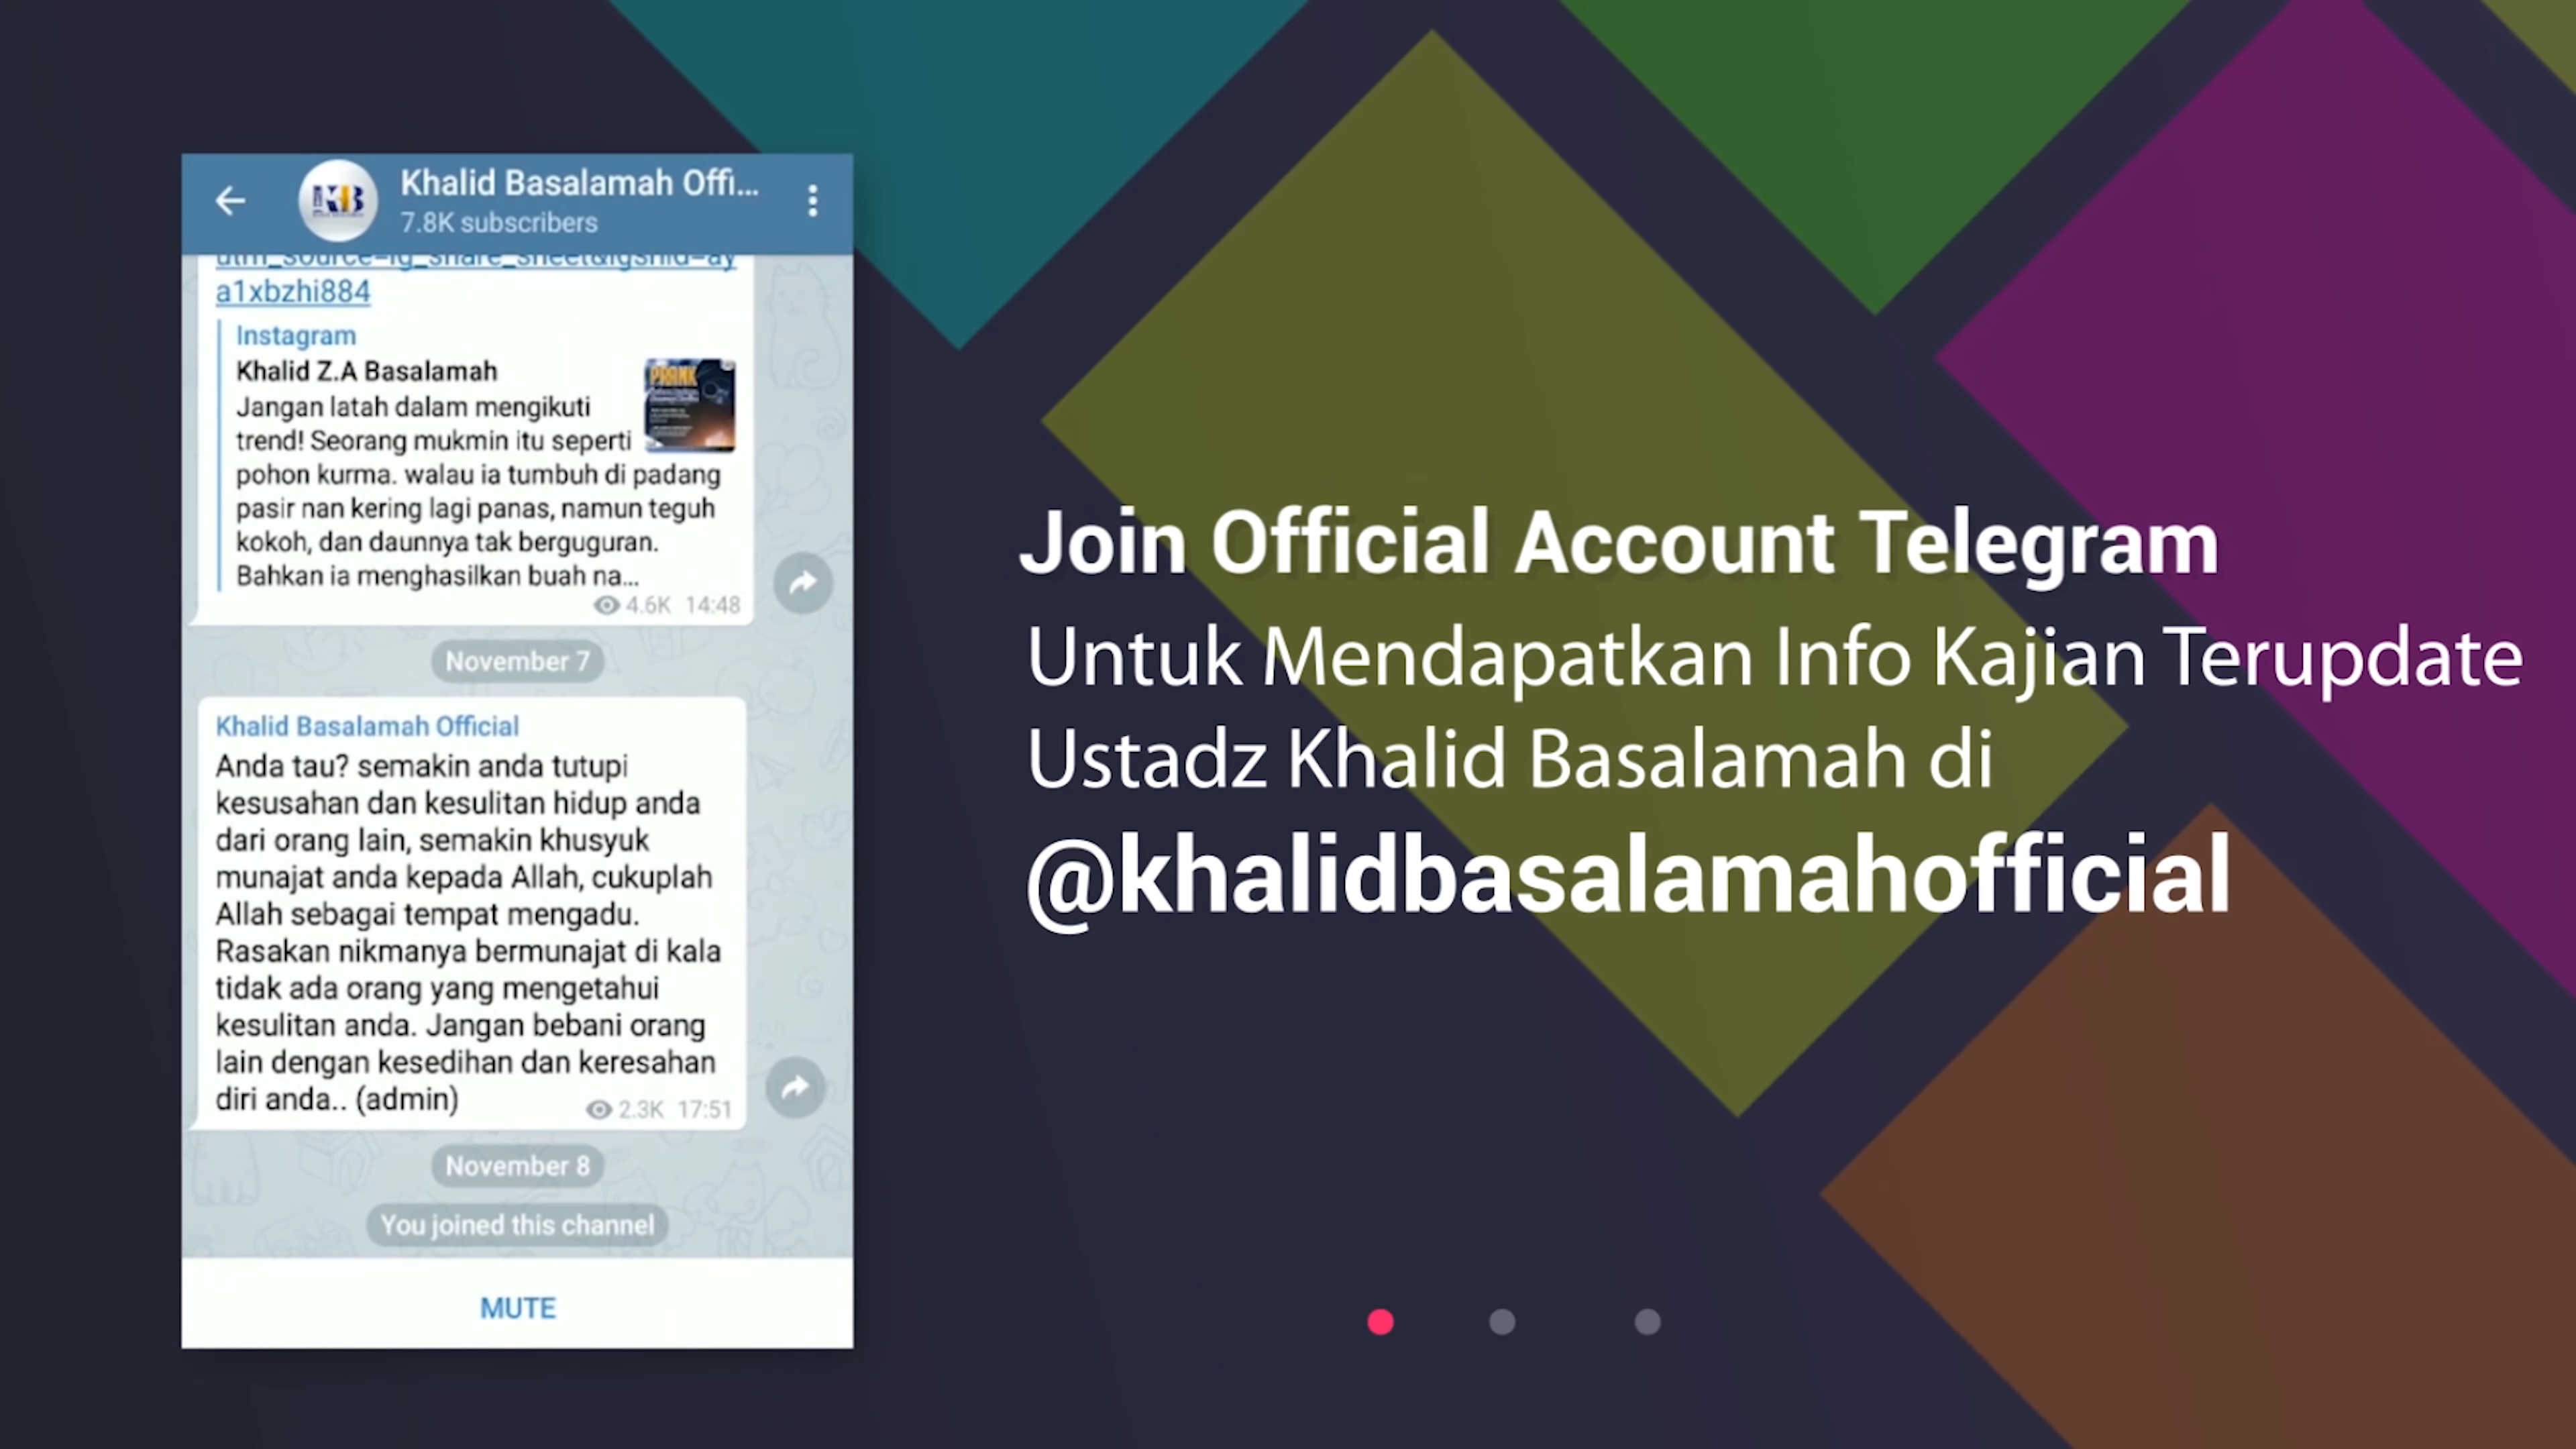 Khalid Basalamah Offi...
7.8K subscribers
utm_source=ig_share_sheet&igshid=ay
a1xbzhi884
Instagram
Khalid Z.A Basalamah
Jangan latah dalam mengikuti
trend! Seorang mukmin itu seperti
pohon kurma. walau ia tumbuh di padang
pasir nan kering lagi panas, namun teguh
kokoh, dan daunnya tak berguguran.
Bahkan ia menghasilkan buah na...
PRANK
4.6K 14:48
November 7
Khalid Basalamah Official
Anda tau? semakin anda tutupi
kesusahan dan kesulitan hidup anda
dari orang lain, semakin khusyuk
munajat anda kepada Allah, cukuplah
Allah sebagai tempat mengadu.
Rasakan nikmanya bermunajat di kala
tidak ada orang yang mengetahui
kesulitan anda. Jangan bebani orang
lain dengan kesedihan dan keresahan
diri anda.. (admin)
2.3K 17:51
November 8
You joined this channel
MUTE
Join Official Account Telegram
Untuk Mendapatkan Info Kajian Terupdate
Ustadz Khalid Basalamah di
@khalidbasalamahofficial